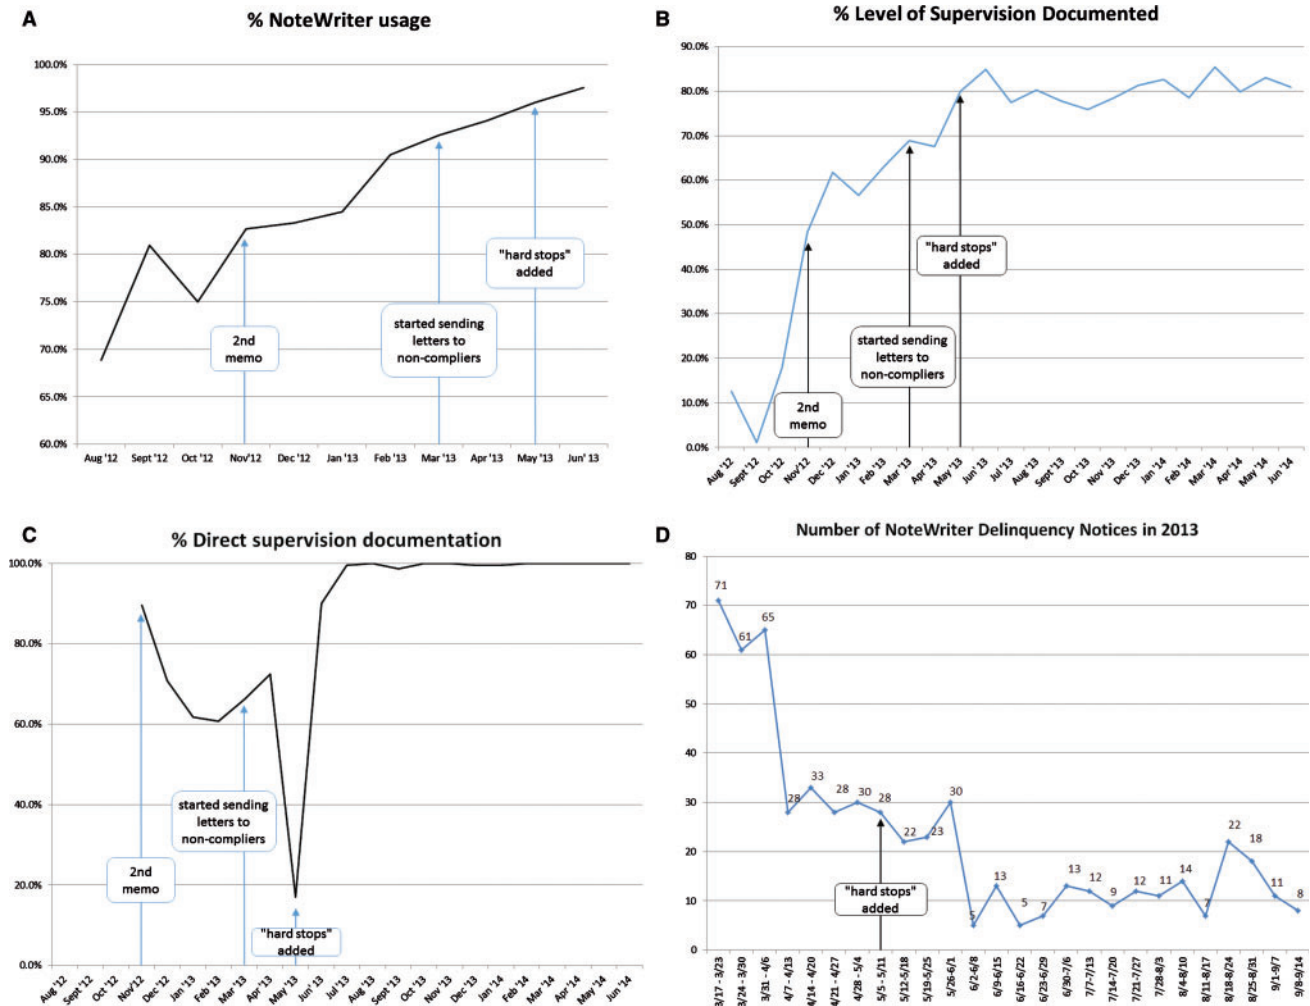 A
% NoteWriter usage
100.0%
95.0%
90.0%
85.0%
80.0%
75.0%
70.0%
65.0%
60.0%
2nd
memo
started sending
letters to
non-compliers
"hard stops"
added
Aug '12
Sept '12
Oct '12
Nov'12
Dec '12
Jan '13
Feb '13
Mar '13
Apr '13
May '13
Jun' 13
B
% Level of Supervision Documented
90.0%
80.0%
70.0%
60.0%
50.0%
40.0%
30.0%
20.0%
10.0%
0.0%
2nd
memo
started sending
letters to
non-compliers
"hard stops"
added
Aug '12
Sept '12
Oct '12
Nov'12
Dec '12
Jan '13
Feb '13
Mar '13
Apr '13
May '13
Jun' 13
Jul '13
Aug '13
Sept '13
Oct '13
Nov '13
Dec '13
Jan '14
Feb '14
Mar '14
Apr '14
May '14
Jun '14
C
% Direct supervision documentation
100.0%
80.0%
60.0%
40.0%
20.0%
0.0%
2nd
memo
started sending
letters to
non-compliers
"hard stops"
added
Aug '12
Sept '12
Oct '12
Nov'12
Dec '12
Jan '13
Feb '13
Mar '13
Apr '13
May '13
Jun' 13
Jul '13
Aug '13
Sept '13
Oct '13
Nov '13
Dec '13
Jan '14
Feb '14
Mar '14
Apr '14
May '14
Jun '14
D
Number of NoteWriter Delinquency Notices in 2013
80
70
60
50
40
30
20
10
0
71
61
65
28
33
28
30
28
22
23
30
5
13
5
7
13
12
9
12
11
14
7
22
18
11
8
"hard stops"
added
3/17 - 3/23
3/24 - 3/30
3/31 - 4/6
4/7 - 4/13
4/14 - 4/20
4/21 - 4/27
4/28 - 5/4
5/5 - 5/11
5/12-5/18
5/19-5/25
5/26-6/1
6/2-6/8
6/9-6/15
6/16-6/22
6/23-6/29
6/30-7/6
7/7-7/13
7/14-7/20
7/21-7/27
7/28-8/3
8/4-8/10
8/11-8/17
8/18-8/24
8/25-8/31
9/1-9/7
9/8-9/14